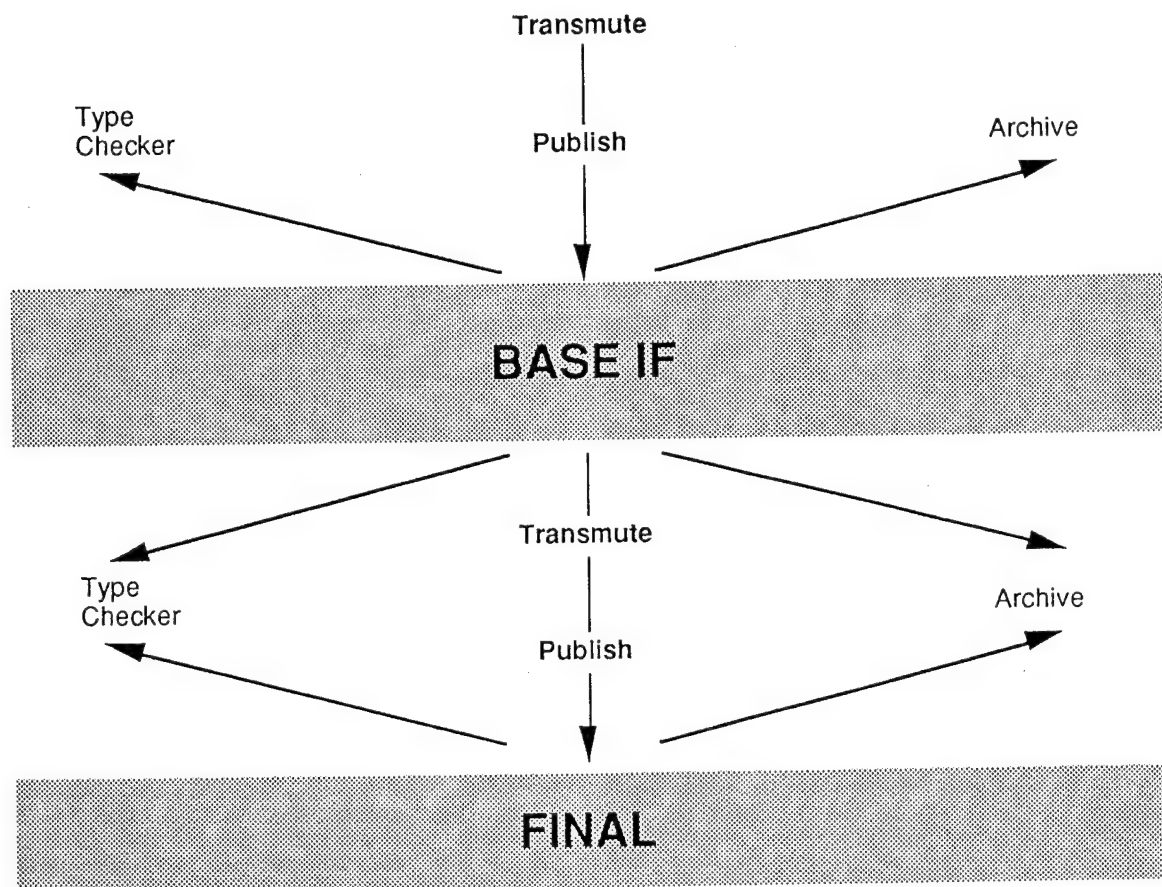 Transmute
Type
Checker
Publish
Archive
BASE IF
Transmute
Type
Checker
Archive
Publish
FINAL